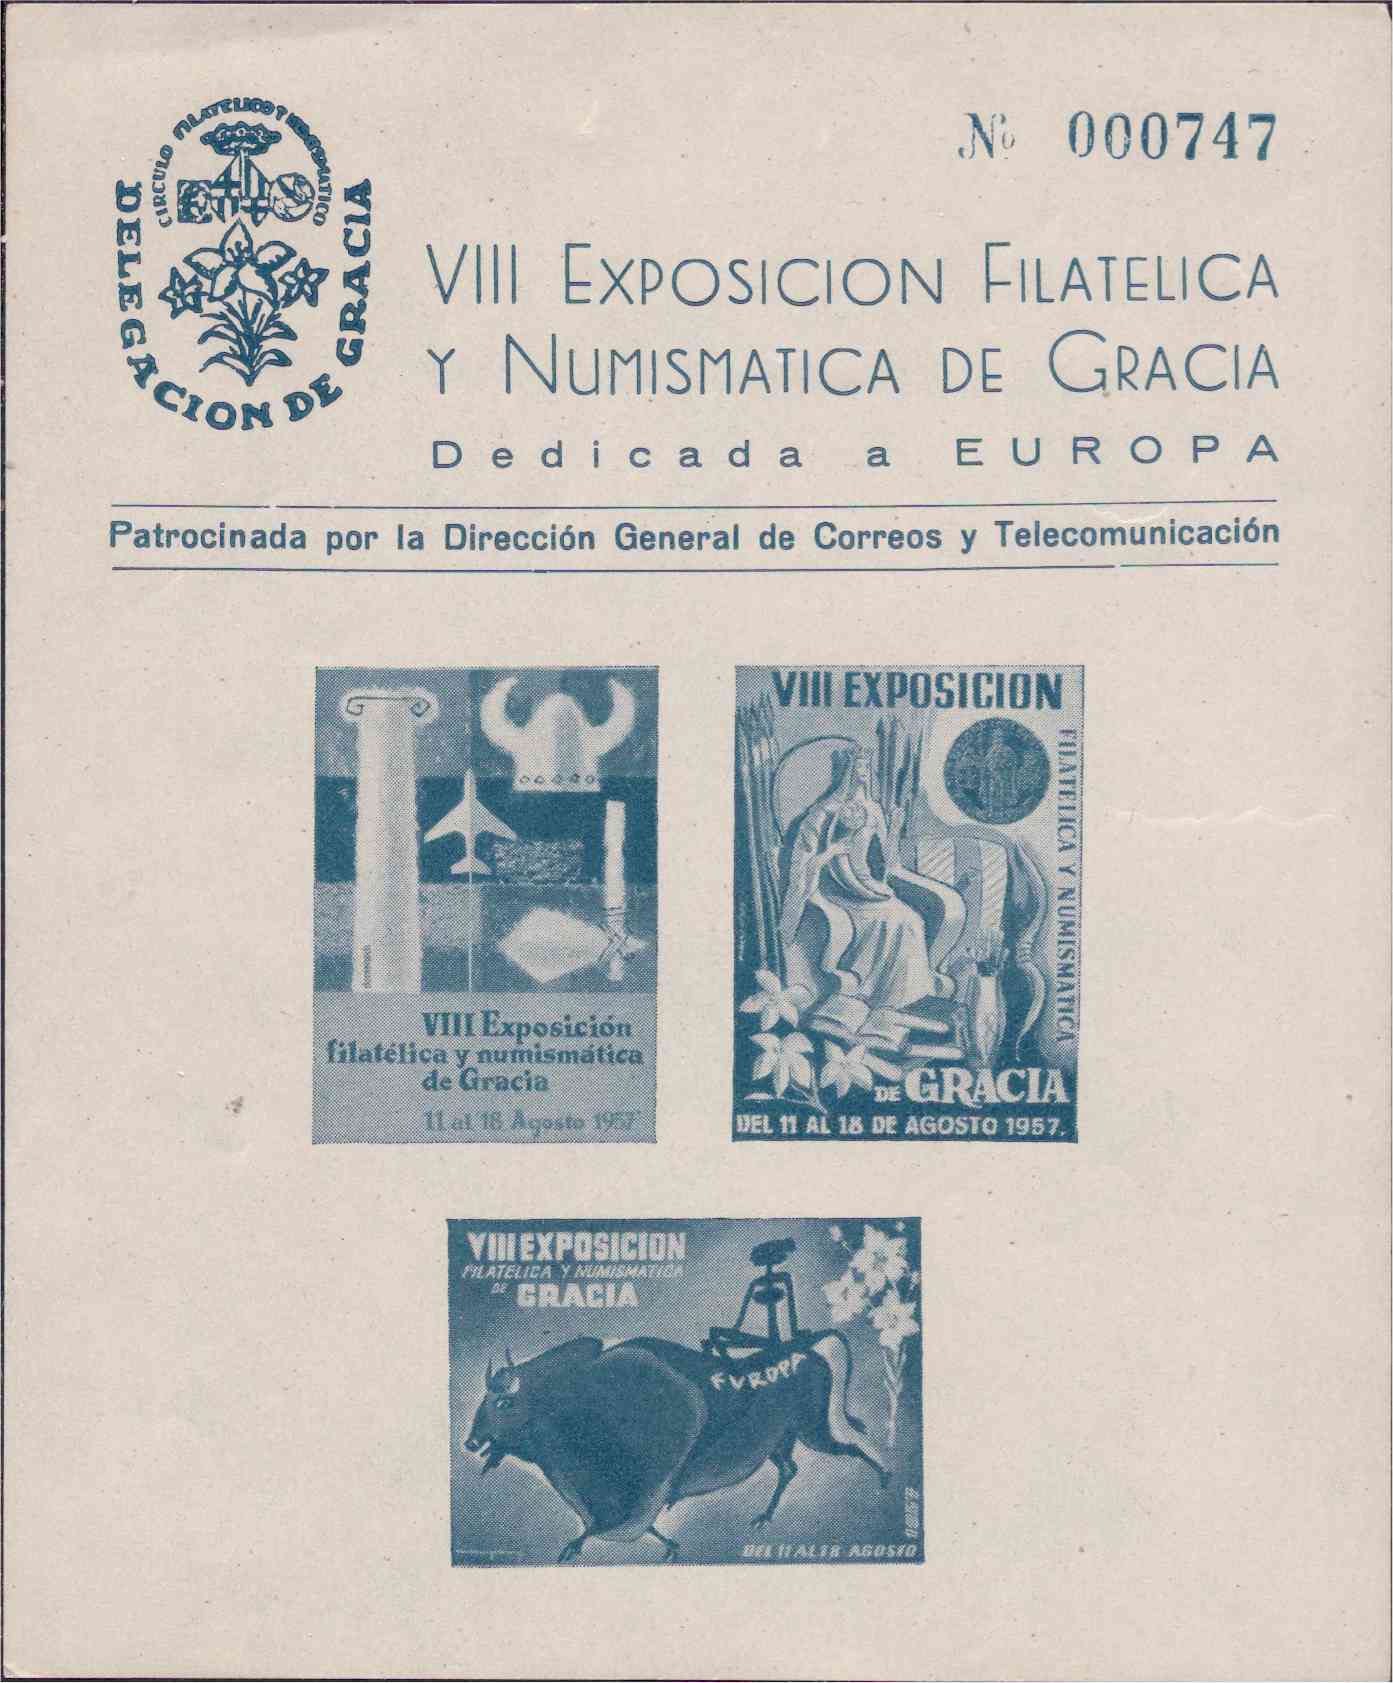 CIRCULO FILATELICO Y NUMISMATICO
DELEGACION DE GRACIA
Nº 000747
VIII EXPOSICION FILATELICA
Y NUMISMATICA DE GRACIA
Dedicada a EUROPA
Patrocinada por la Dirección General de Correos y Telecomunicación
domenech
VIII Exposición
filatélica y numismática
de Gracia
11 al 18 Agosto 1957
VIII EXPOSICION
FILATELICA Y NUMISMATICA
DE GRACIA
DEL 11 AL 18 DE AGOSTO 1957.
VIII EXPOSICION
FILATELICA Y NUMISMATICA
DE GRACIA
EVROPA
DEL 11 AL 18 AGOSTO
1957